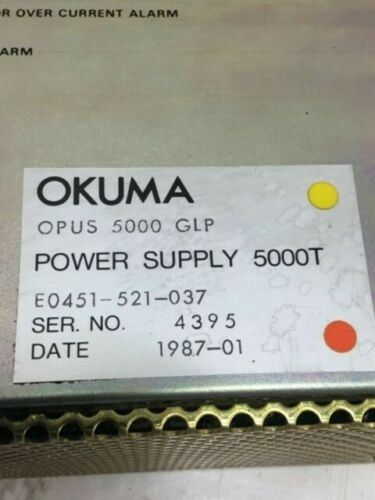 OR OVER CURRENT ALARM
ARM
OKUMA
OPUS 5000 GLP
POWER SUPPLY 5000T
E0451-521-037
SER. NO. 4395
DATE 1987-01